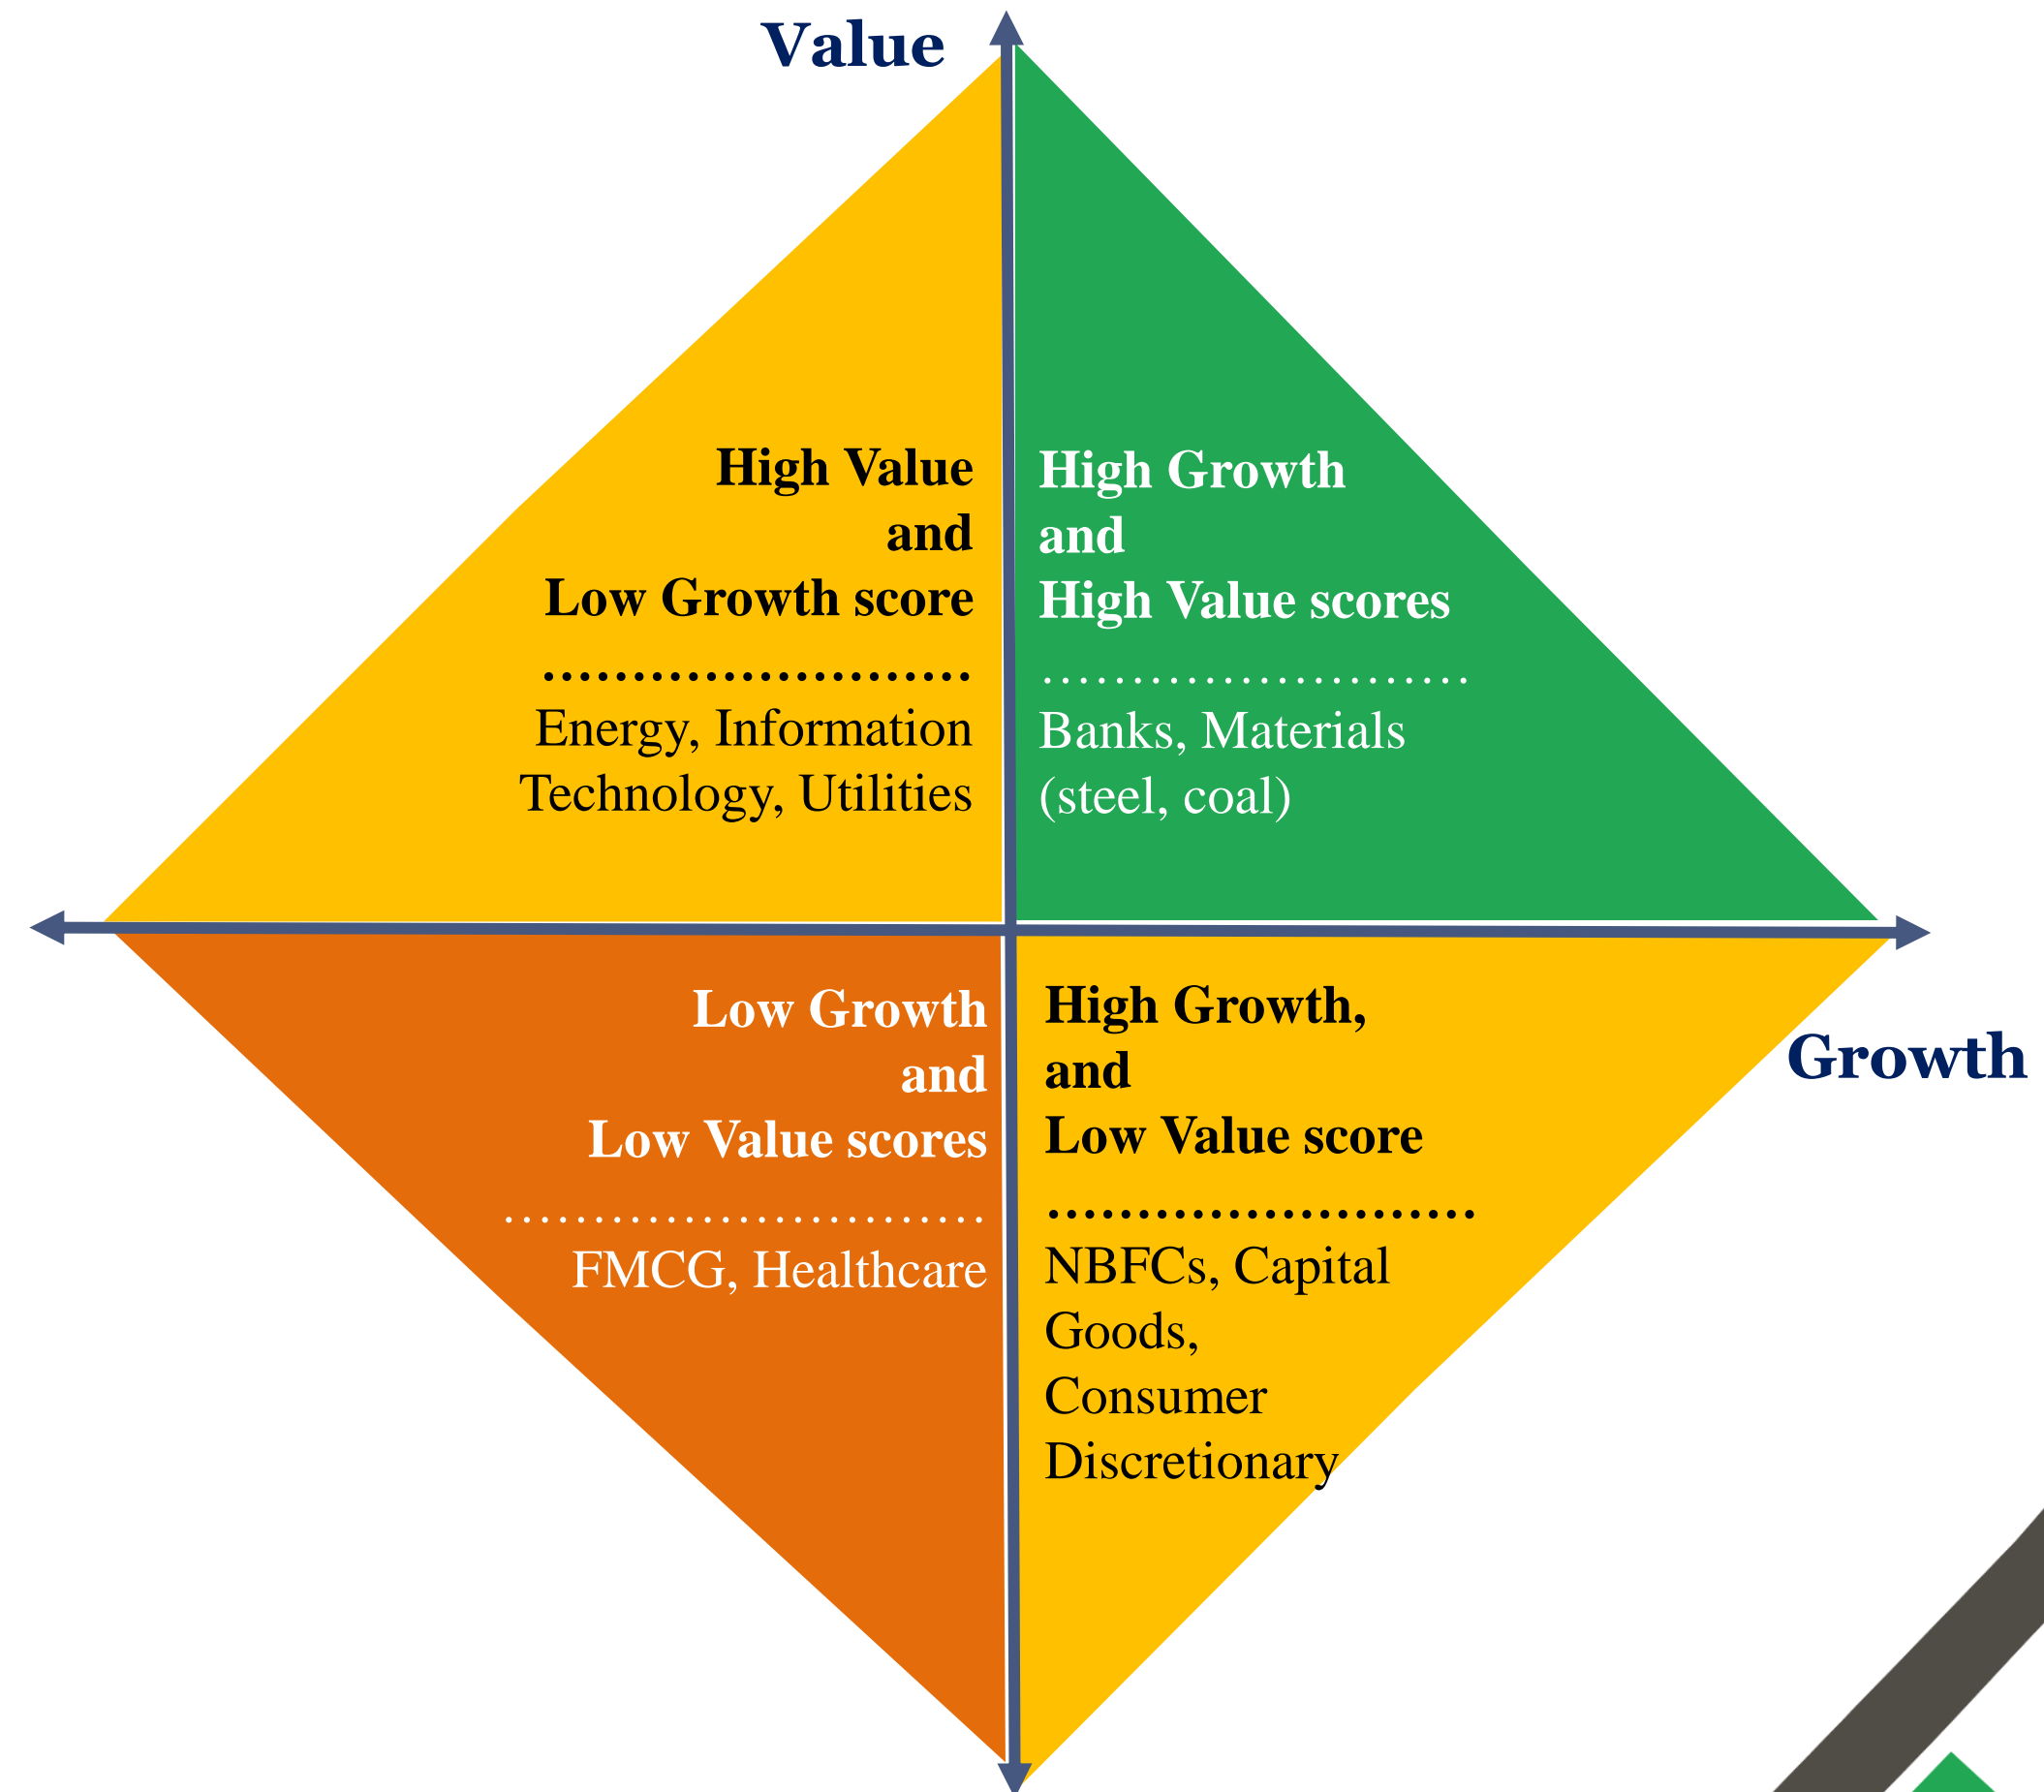 Value
High Value
and
Low Growth score
........................
Energy, Information
Technology, Utilities
High Growth
and
High Value scores
........................
Banks, Materials
(steel, coal)
Growth
Low Growth
and
Low Value scores
...........................
FMCG, Healthcare
High Growth,
and
Low Value score
........................
NBFCs, Capital
Goods,
Consumer
Discretionary